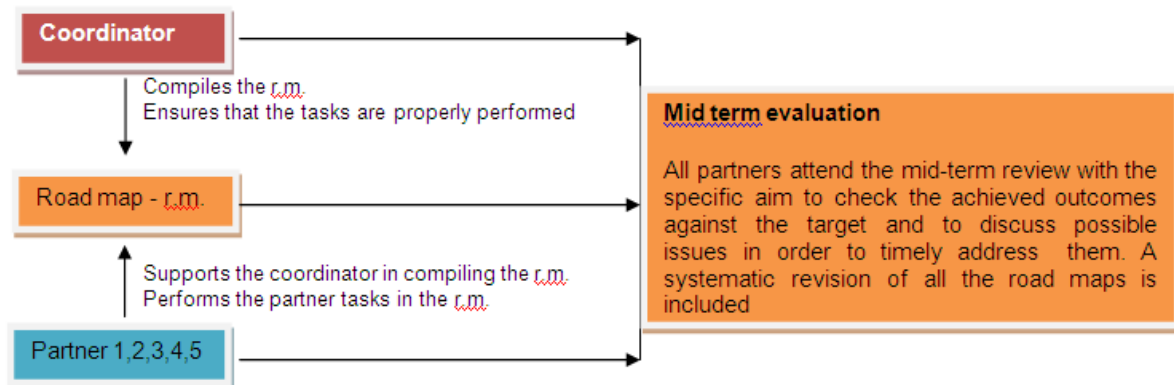 Coordinator
Compiles the r.m.
Ensures that the tasks are properly performed
Road map - r.m.
Supports the coordinator in compiling the r.m.
Performs the partner tasks in the r.m.
Partner 1,2,3,4,5
Mid term evaluation
All partners attend the mid-term review with the
specific aim to check the achieved outcomes
against the target and to discuss possible
issues in order to timely address them. A
systematic revision of all the road maps is
included